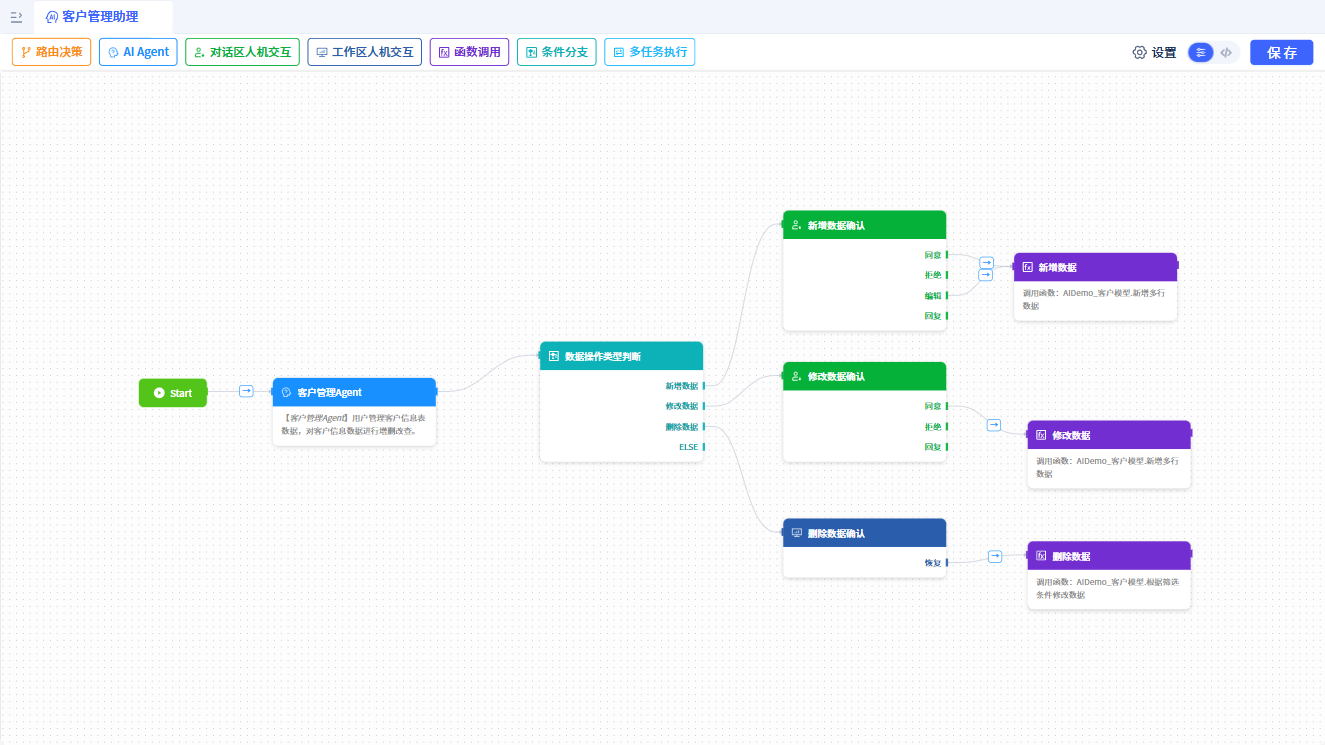 客户管理助理
路由决策
AI Agent
对话区人机交互
工作区人机交互
函数调用
条件分支
多任务执行
设置
保存
Start
客户管理Agent
【客户管理Agent】用户管理客户信息表
数据，对客户信息数据进行增删改查。
数据操作类型判断
新增数据
修改数据
删除数据
ELSE
新增数据确认
同意
拒绝
编辑
回复
新增数据
调用函数：AIDemo_客户模型.新增多行
数据
修改数据确认
同意
拒绝
回复
修改数据
调用函数：AIDemo_客户模型.新增多行
数据
删除数据确认
恢复
删除数据
调用函数：AIDemo_客户模型.根据筛选
条件修改数据